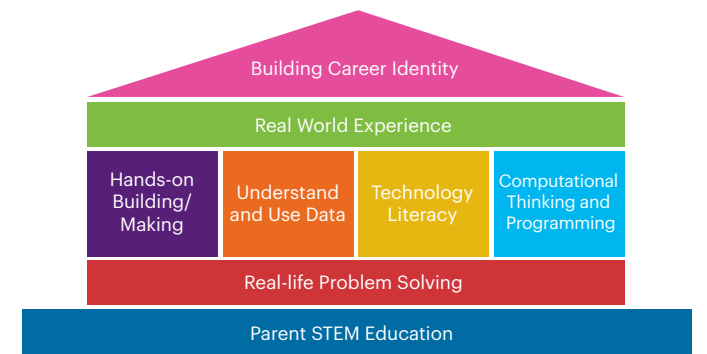 Building Career Identity
Real World Experience
Hands-on
Building/
Making
Understand
and Use Data
Technology
Literacy
Computational
Thinking and
Programming
Real-life Problem Solving
Parent STEM Education